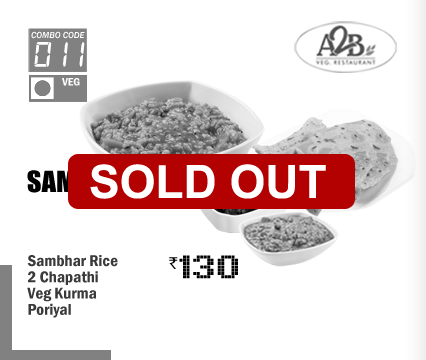 COMBO CODE
011
VEG
A2B
VEG. RESTAURANT
SAM
SOLD OUT
Sambhar Rice
2 Chapathi
Veg Kurma
Poriyal
₹130